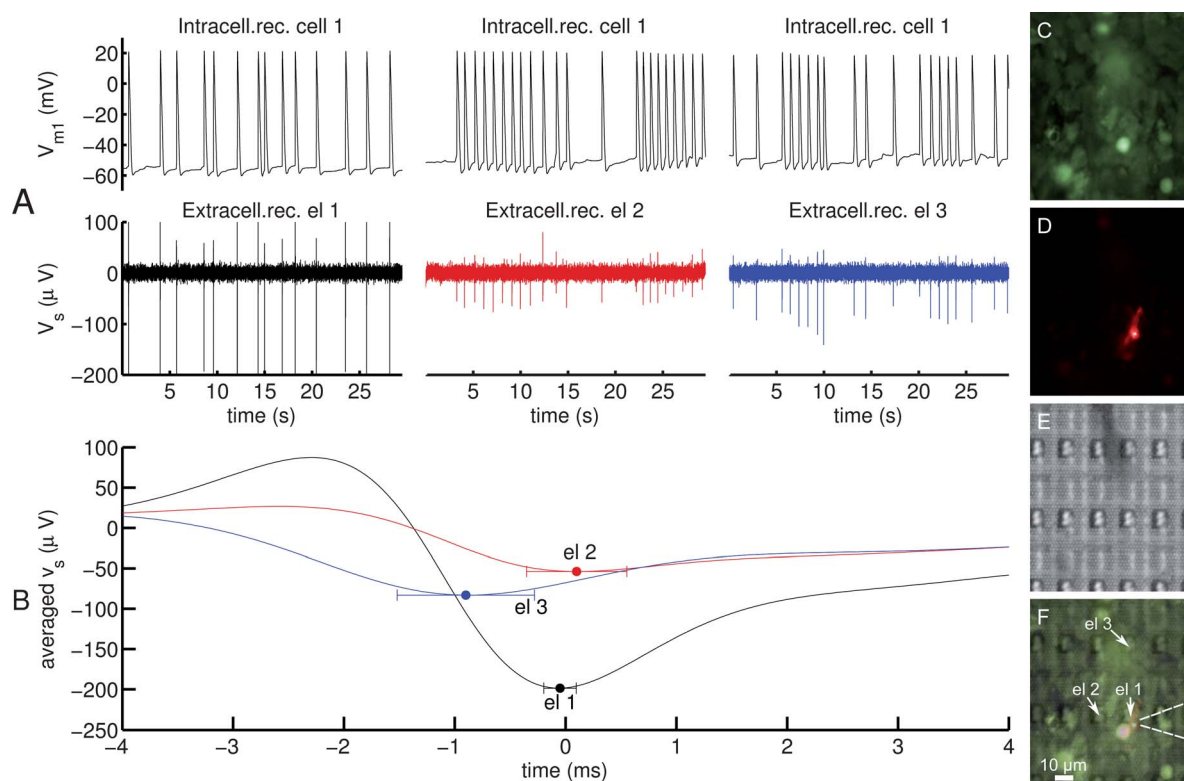 Intracell.rec. cell 1 Intracell.rec. cell 1 Intracell.rec. cell 1
C
20
0
−20
−40
−60
V_m1 (mV)
A
D
Extracell.rec. el 1 Extracell.rec. el 2 Extracell.rec. el 3
100
0
−100
−200
V_s (μ V)
5 10 15 20 25 5 10 15 20 25 5 10 15 20 25
time (s) time (s) time (s)
E
B
100
50
0
−50
−100
−150
−200
−250
averaged v_s (μ V)
el 2
el 3
el 1
−4 −3 −2 −1 0 1 2 3 4
time (ms)
F
el 3
el 2 el 1
10 μm